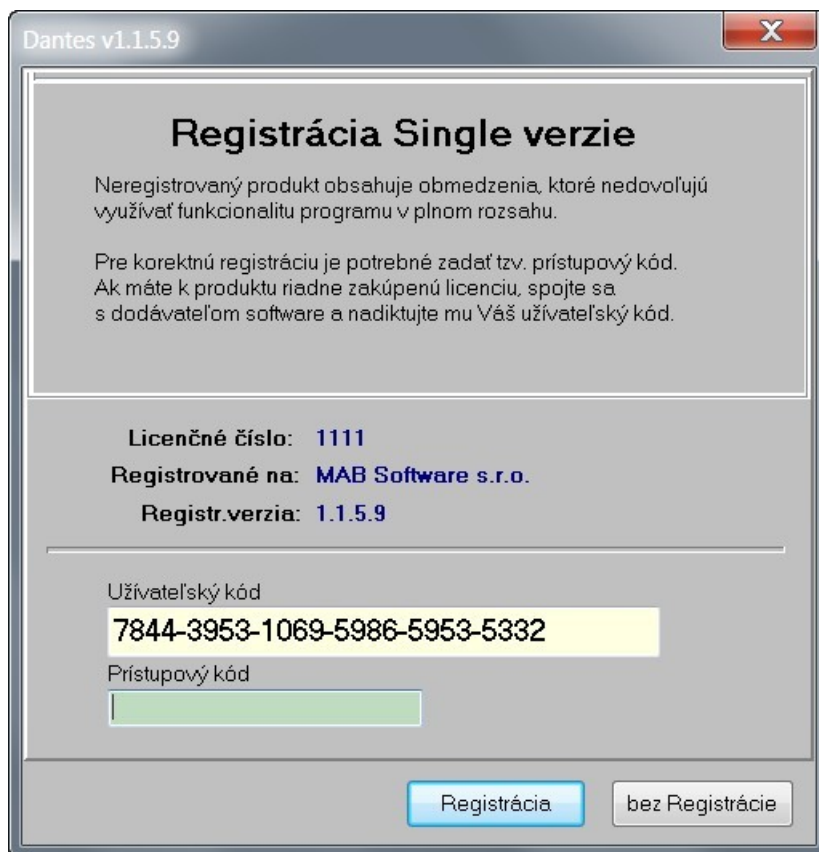 Dantes v1.1.5.9
X
Registrácia Single verzie
Neregistrovaný produkt obsahuje obmedzenia, ktoré nedovoľujú
využívať funkcionalitu programu v plnom rozsahu.
Pre korektnú registráciu je potrebné zadať tzv. prístupový kód.
Ak máte k produktu riadne zakúpenú licenciu, spojte sa
s dodávateľom software a nadiktujte mu Váš užívateľský kód.
Licenčné číslo: 1111
Registrované na: MAB Software s.r.o.
Registr.verzia: 1.1.5.9
Užívateľský kód
7844-3953-1069-5986-5953-5332
Prístupový kód
Registrácia bez Registrácie